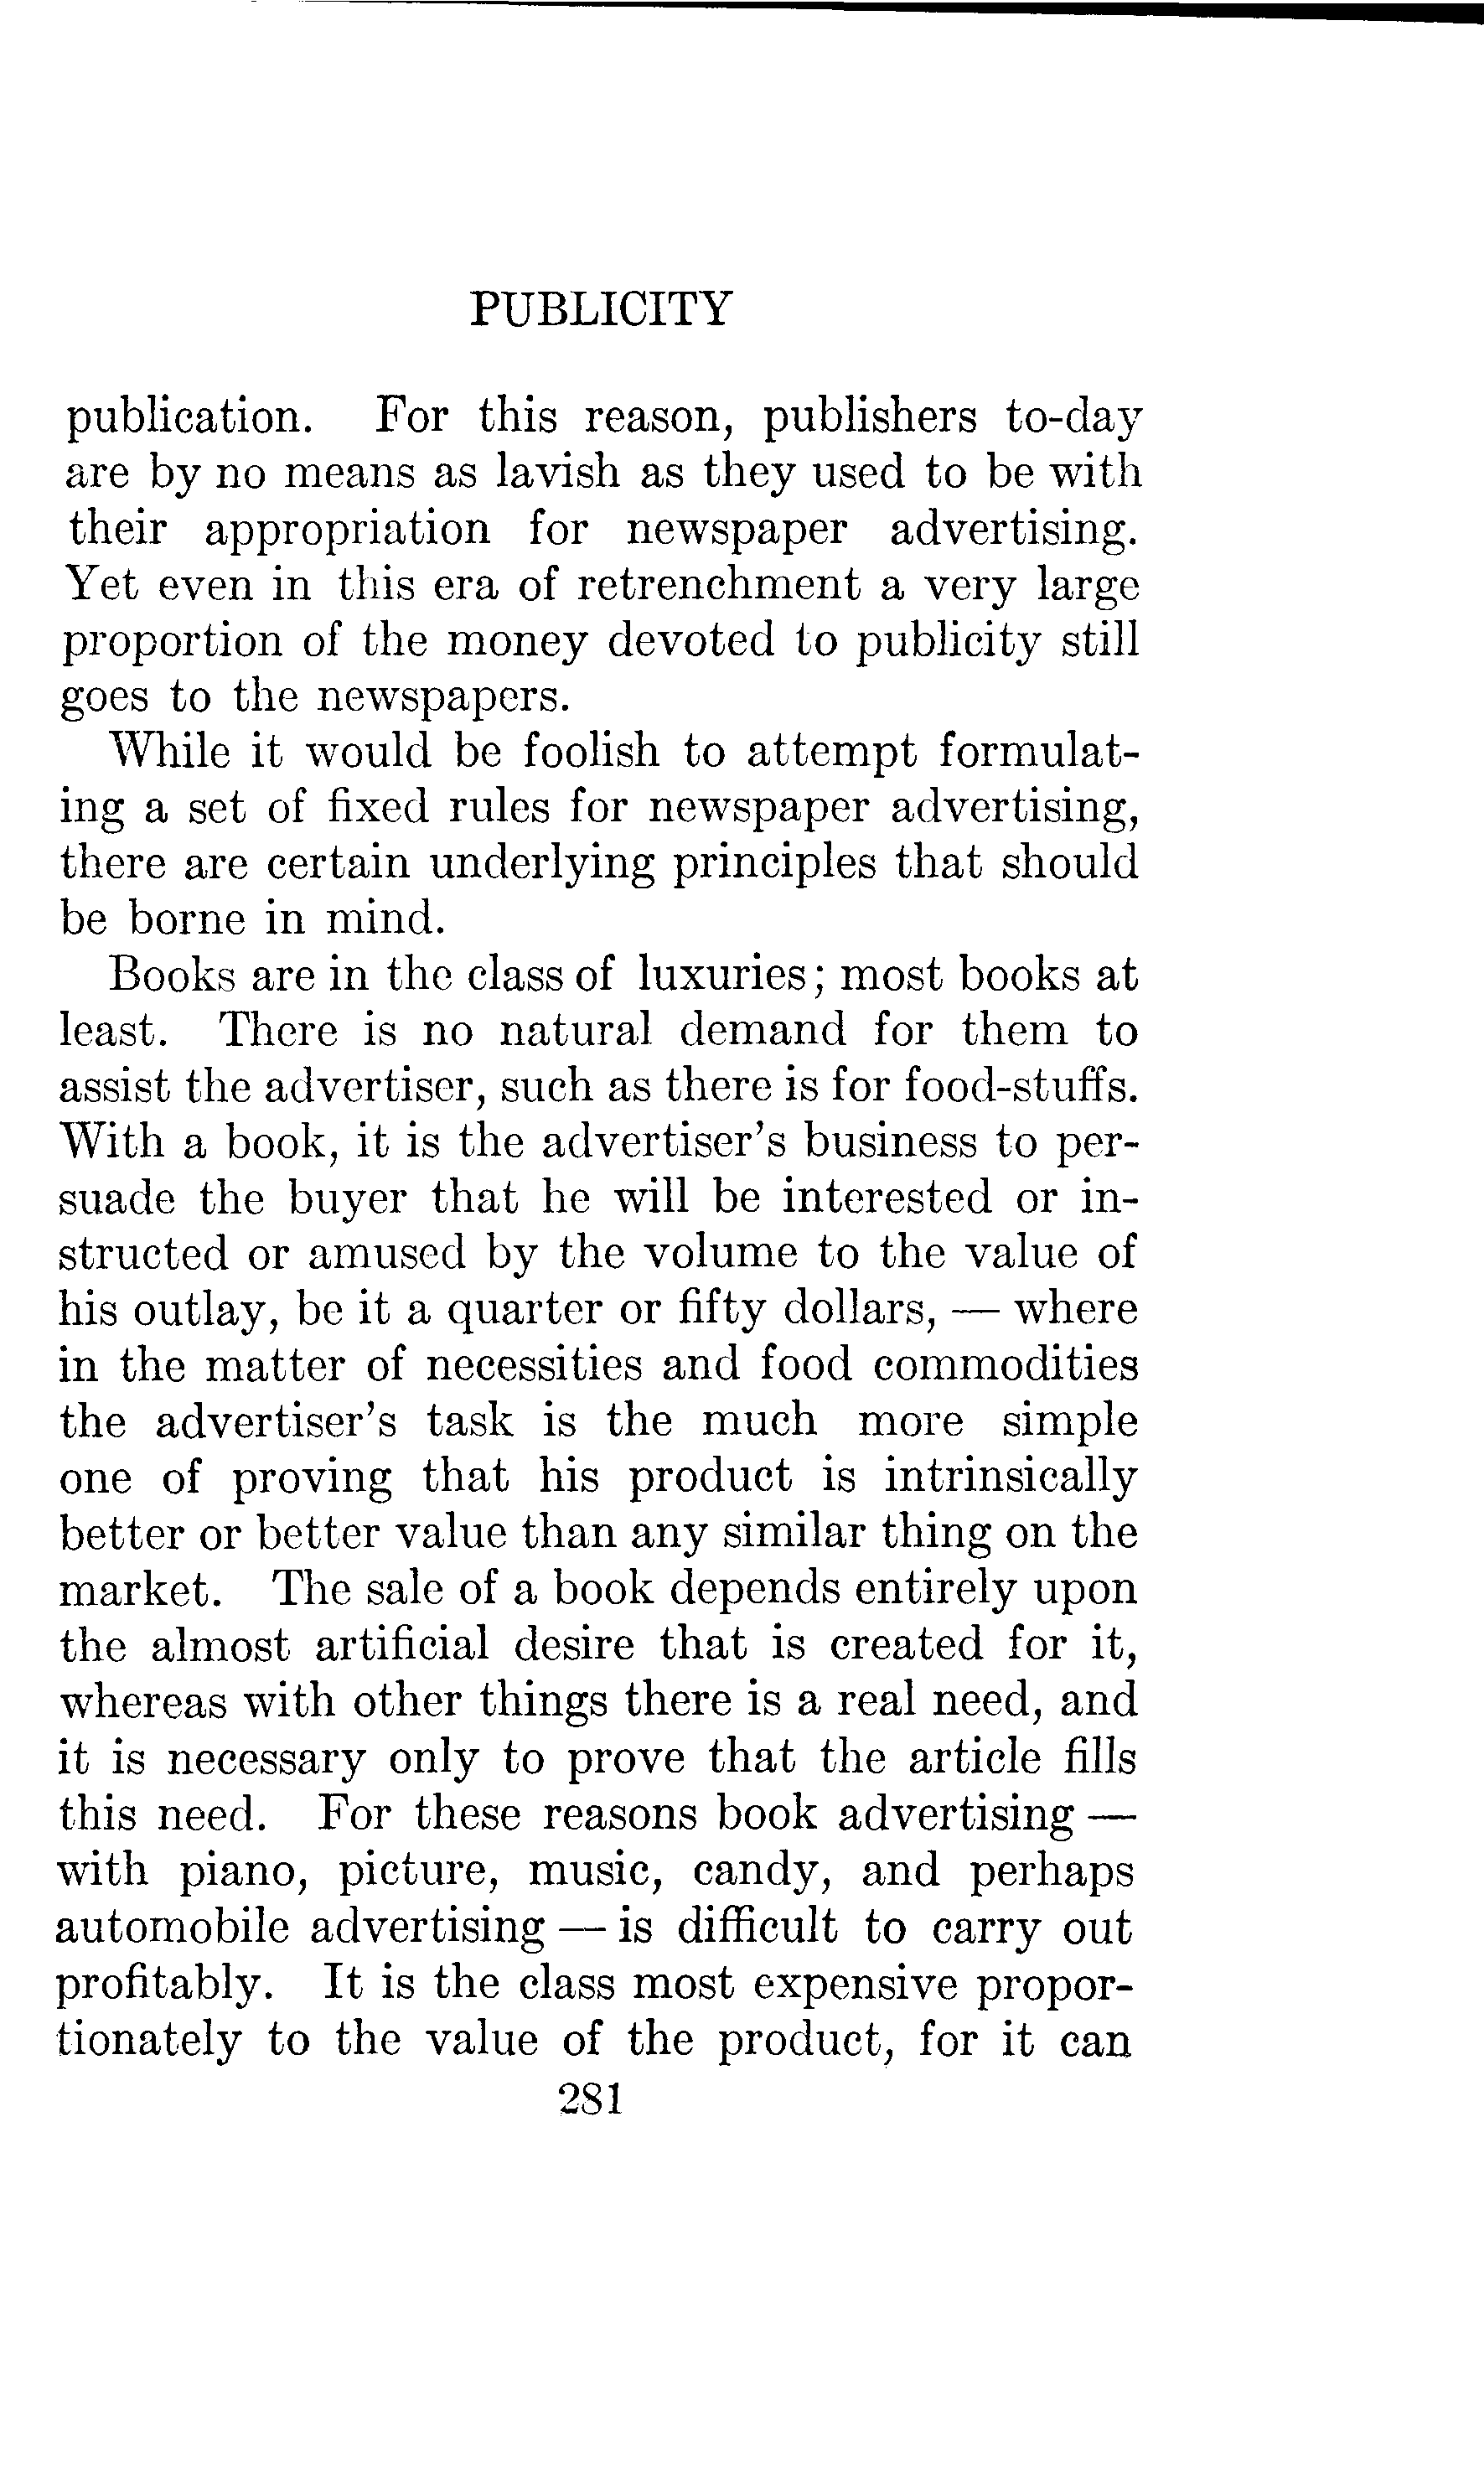 PUBLICITY
publication. For this reason, publishers to-day
are by no means as lavish as they used to be with
their appropriation for newspaper advertising.
Yet even in this era of retrenchment a very large
proportion of the money devoted to publicity still
goes to the newspapers.
While it would be foolish to attempt formulat-
ing a set of fixed rules for newspaper advertising,
there are certain underlying principles that should
be borne in mind.
Books are in the class of luxuries; most books at
least. There is no natural demand for them to
assist the advertiser, such as there is for food-stuffs.
With a book, it is the advertiser's business to per-
suade the buyer that he will be interested or in-
structed or amused by the volume to the value of
his outlay, be it a quarter or fifty dollars, — where
in the matter of necessities and food commodities
the advertiser's task is the much more simple
one of proving that his product is intrinsically
better or better value than any similar thing on the
market. The sale of a book depends entirely upon
the almost artificial desire that is created for it,
whereas with other things there is a real need, and
it is necessary only to prove that the article fills
this need. For these reasons book advertising —
with piano, picture, music, candy, and perhaps
automobile advertising — is difficult to carry out
profitably. It is the class most expensive propor-
tionately to the value of the product, for it can
281